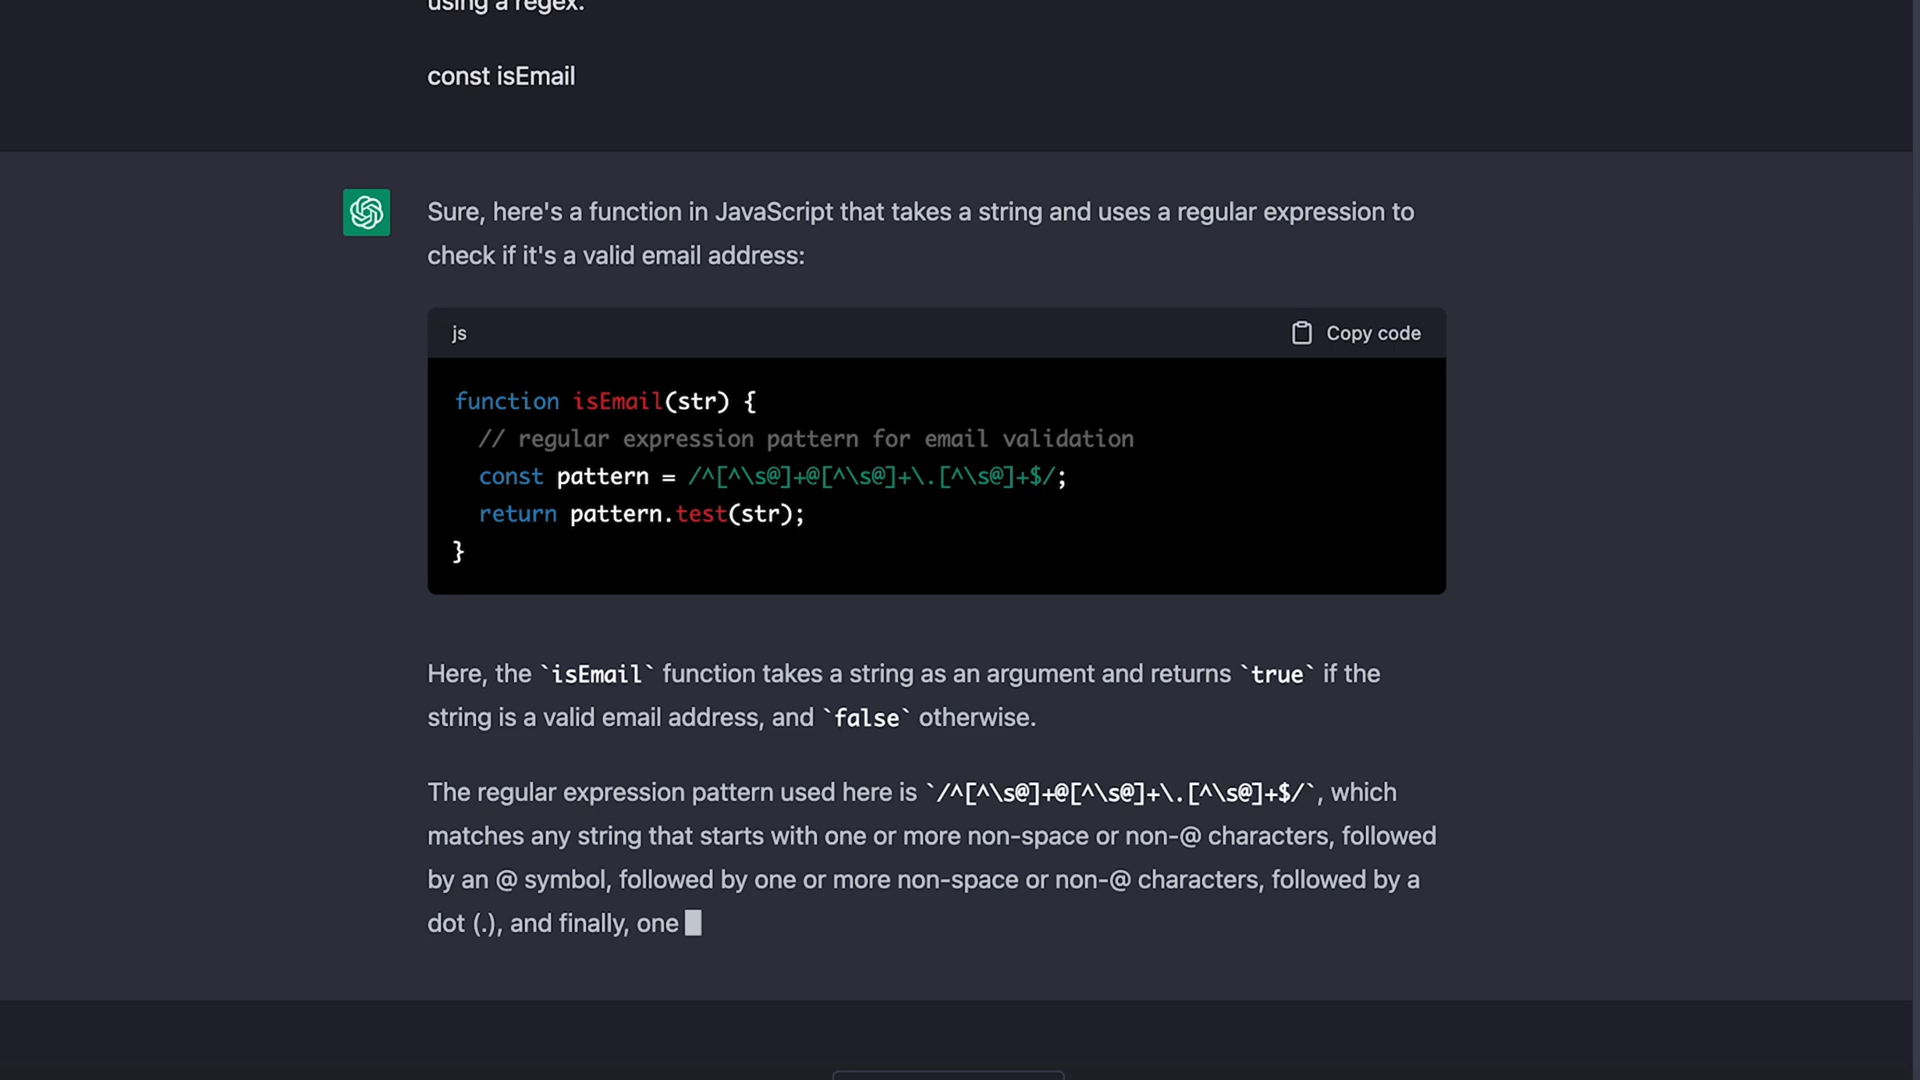 using a regex.
const isEmail
Sure, here's a function in JavaScript that takes a string and uses a regular expression to
check if it's a valid email address:
js
Copy code
function isEmail(str) {
// regular expression pattern for email validation
const pattern = /^[^\s@]+@[^\s@]+\.[^\s@]+$/;
return pattern.test(str);
}
Here, the `isEmail` function takes a string as an argument and returns `true` if the
string is a valid email address, and `false` otherwise.
The regular expression pattern used here is `/^[^\s@]+@[^\s@]+\.[^\s@]+$/`, which
matches any string that starts with one or more non-space or non-@ characters, followed
by an @ symbol, followed by one or more non-space or non-@ characters, followed by a
dot (.), and finally, one